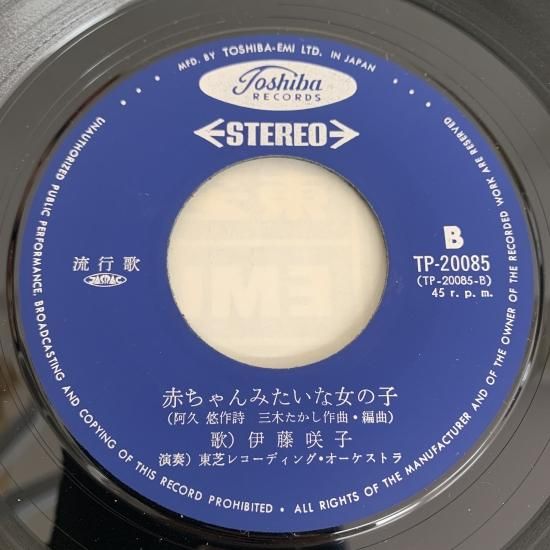 MFD. BY TOSHIBA-EMI LTD. IN JAPAN
Toshiba
RECORDS
STEREO
B
TP-20085
(TP-20085-B)
45 r.p.m.
流行歌
JASRAC
EMI
赤ちゃんみたいな女の子
(阿久 悠作詩 三木たかし作曲・編曲)
歌) 伊藤咲子
演奏) 東芝レコーディング・オーケストラ
UNAUTHORIZED PUBLIC PERFORMANCE, BROADCASTING AND COPYING OF THIS RECORD PROHIBITED • ALL RIGHTS OF THE MANUFACTURER AND OF THE OWNER OF THE RECORDED WORK ARE RESERVED